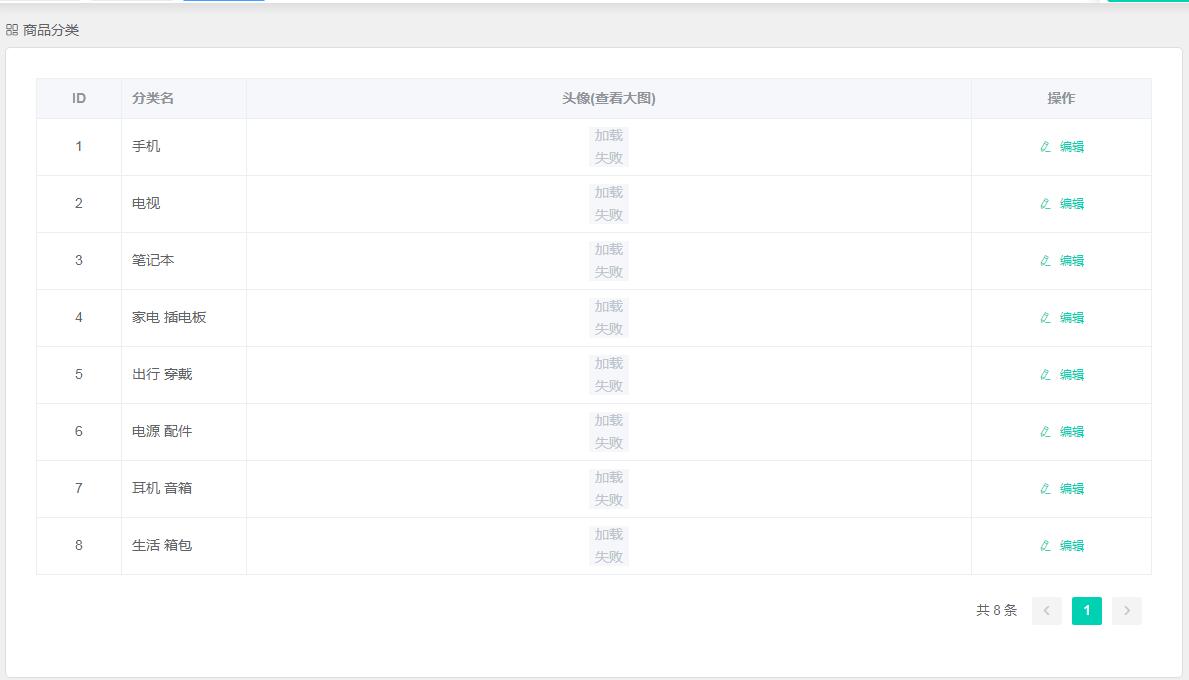 商品分类
ID 分类名 头像(查看大图) 操作
1 手机 加载 编辑
失败
2 电视 加载 编辑
失败
3 笔记本 加载 编辑
失败
4 家电 插电板 加载 编辑
失败
5 出行 穿戴 加载 编辑
失败
6 电源 配件 加载 编辑
失败
7 耳机 音箱 加载 编辑
失败
8 生活 箱包 加载 编辑
失败
共 8 条 1